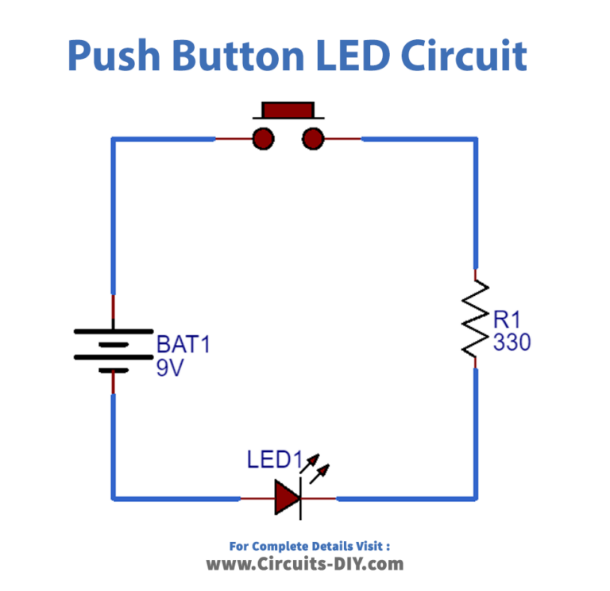 Push Button LED Circuit
BAT1
9V
R1
330
LED1
For Complete Details Visit :
www.Circuits-DIY.com